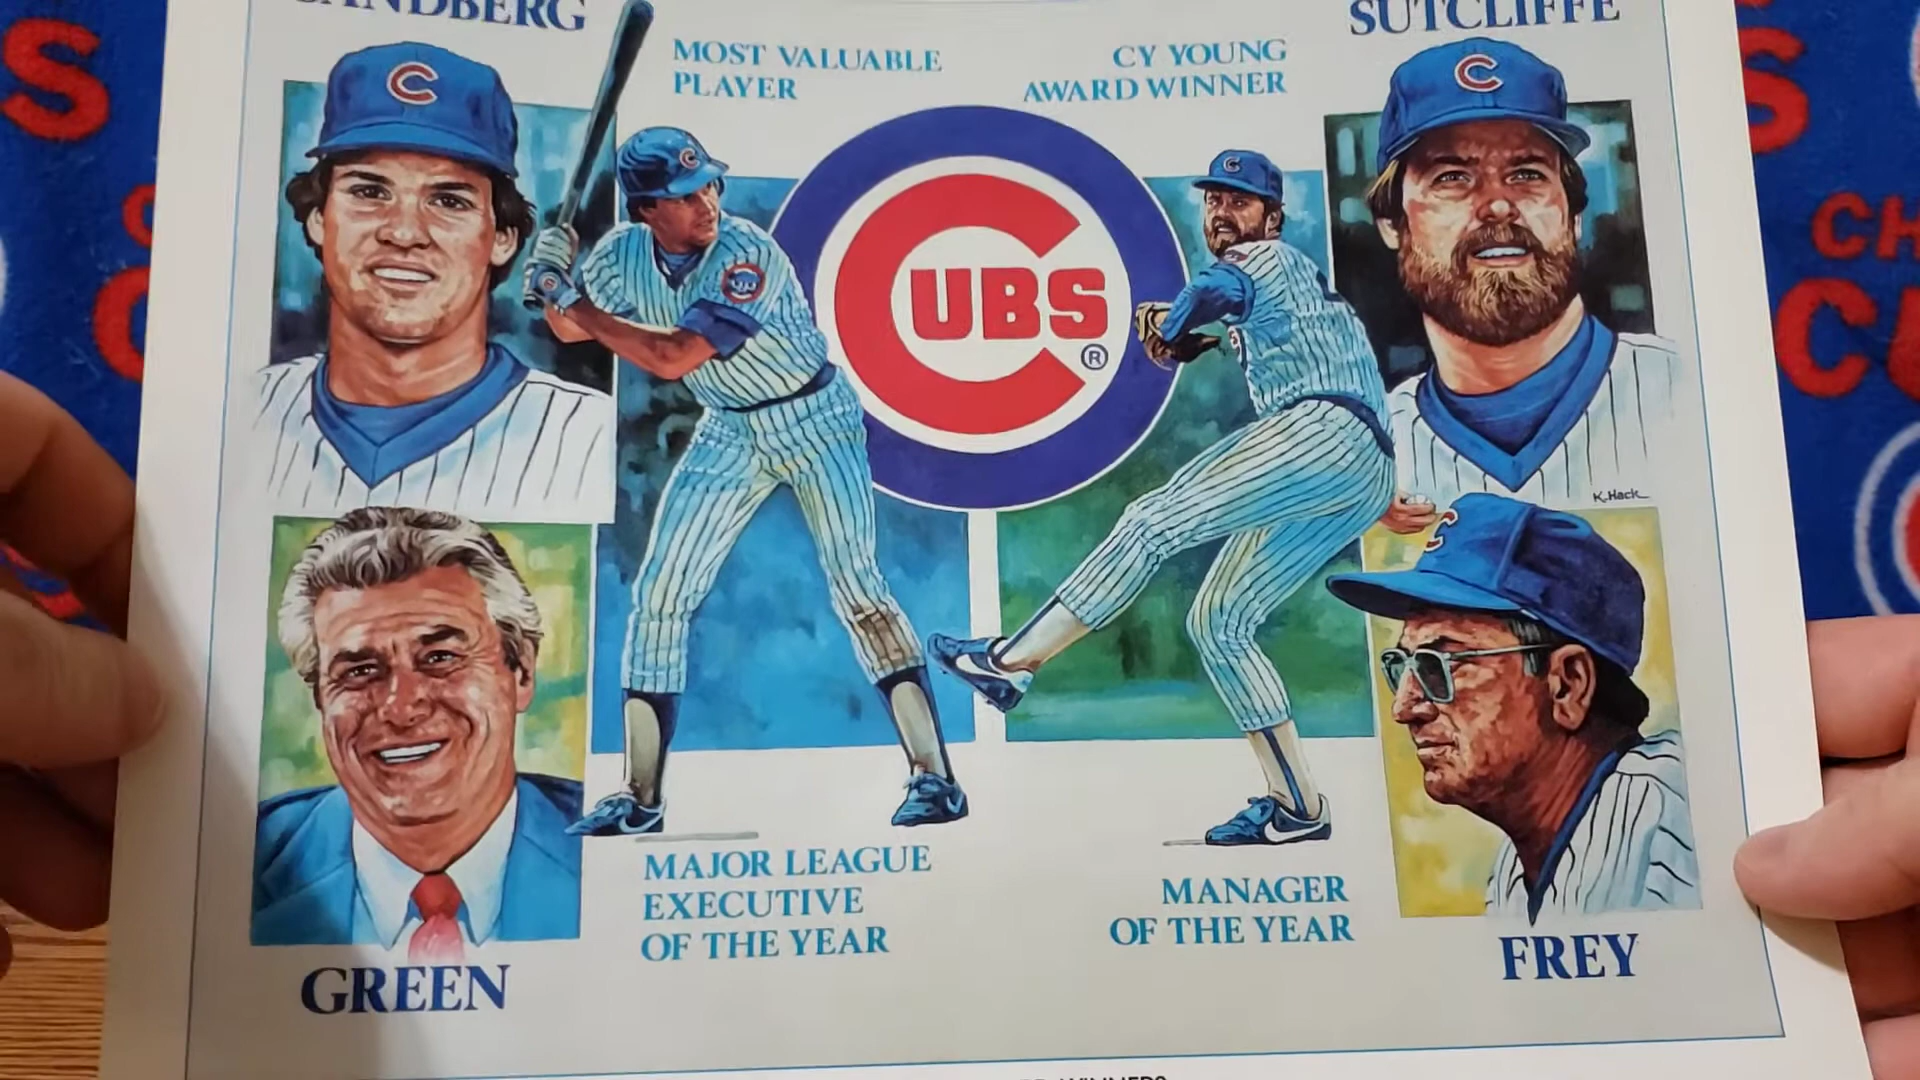 SANDBERG
SUTCLIFFE
MOST VALUABLE
PLAYER
CY YOUNG
AWARD WINNER
CUBS
®
K. Hack
MAJOR LEAGUE
EXECUTIVE
OF THE YEAR
MANAGER
OF THE YEAR
GREEN
FREY